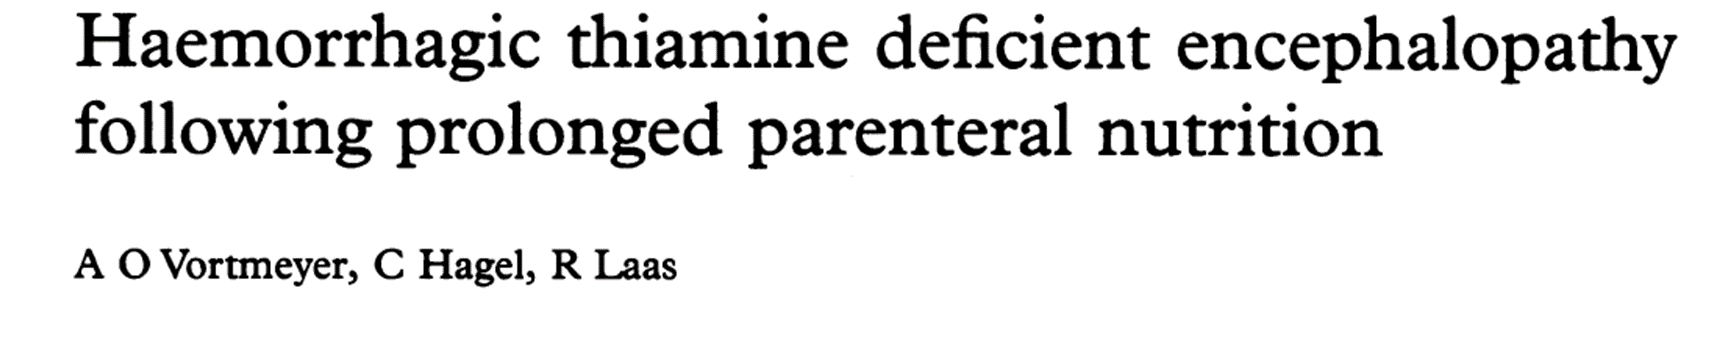 Haemorrhagic thiamine deficient encephalopathy
following prolonged parenteral nutrition
A O Vortmeyer, C Hagel, R Laas